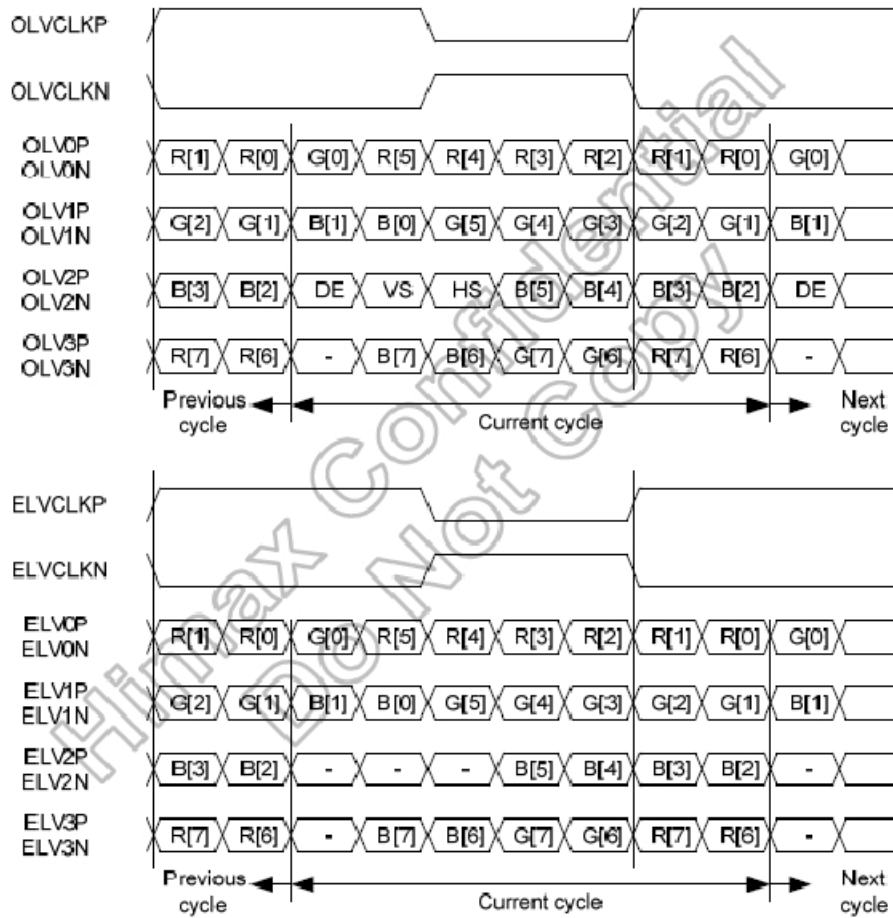 OLVCLKP
OLVCLKN
OLV0P
OLV0N
R[1] R[0] G[0] R[5] R[4] R[3] R[2] R[1] R[0] G[0]
OLV1P
OLV1N
G[2] G[1] B[1] B[0] G[5] G[4] G[3] G[2] G[1] B[1]
OLV2P
OLV2N
B[3] B[2] DE VS HS B[5] B[4] B[3] B[2] DE
OLV3P
OLV3N
R[7] R[6] - B[7] B[6] G[7] G[6] R[7] R[6] -
Previous cycle
Current cycle
Next cycle
ELVCLKP
ELVCLKN
ELV0P
ELV0N
R[1] R[0] G[0] R[5] R[4] R[3] R[2] R[1] R[0] G[0]
ELV1P
ELV1N
G[2] G[1] B[1] B[0] G[5] G[4] G[3] G[2] G[1] B[1]
ELV2P
ELV2N
B[3] B[2] - - - B[5] B[4] B[3] B[2] -
ELV3P
ELV3N
R[7] R[6] - B[7] B[6] G[7] G[6] R[7] R[6] -
Previous cycle
Current cycle
Next cycle
Himax Confidential
Do Not Copy